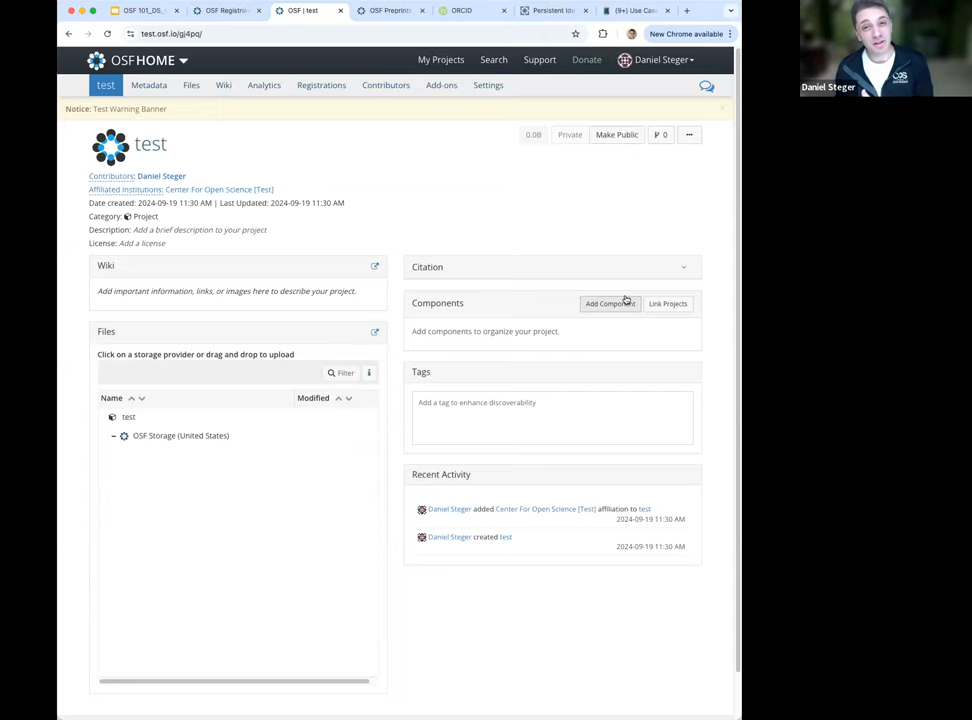 OSF 101_DS_
OSF Registrie
OSF | test
OSF Preprints
ORCID
Persistent Ide
(9+) Use Case
test.osf.io/gj4pq/
New Chrome available
OSFHOME
My Projects
Search
Support
Donate
Daniel Steger
test
Metadata
Files
Wiki
Analytics
Registrations
Contributors
Add-ons
Settings
Notice: Test Warning Banner
test
0.0B
Private
Make Public
0
Contributors: Daniel Steger
Affiliated Institutions: Center For Open Science [Test]
Date created: 2024-09-19 11:30 AM | Last Updated: 2024-09-19 11:30 AM
Category: Project
Description: Add a brief description to your project
License: Add a license
Wiki
Add important information, links, or images here to describe your project.
Files
Click on a storage provider or drag and drop to upload
Filter
i
Name
Modified
test
OSF Storage (United States)
Citation
Components
Add Component
Link Projects
Add components to organize your project.
Tags
Add a tag to enhance discoverability
Recent Activity
Daniel Steger added Center For Open Science [Test] affiliation to test
2024-09-19 11:30 AM
Daniel Steger created test
2024-09-19 11:30 AM
Daniel Steger
COS